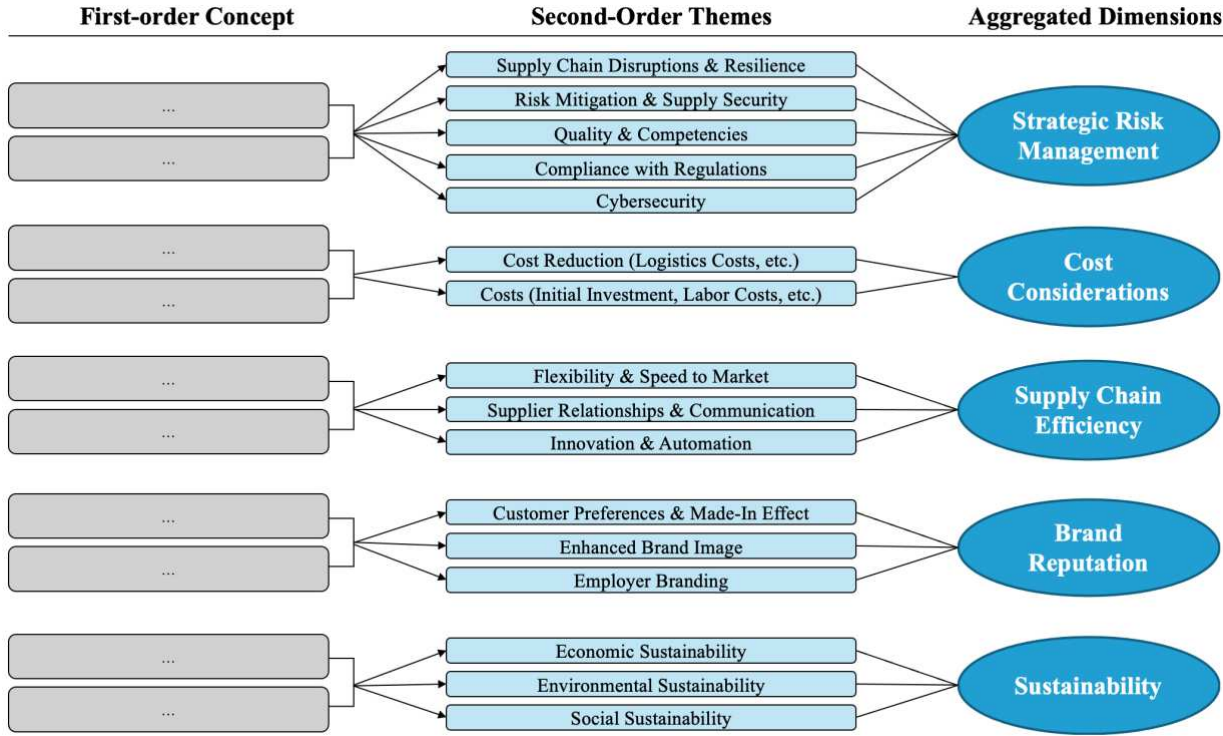 First-order Concept
Second-Order Themes
Aggregated Dimensions
...
...
Supply Chain Disruptions & Resilience
Risk Mitigation & Supply Security
Quality & Competencies
Compliance with Regulations
Cybersecurity
Strategic Risk
Management
...
...
Cost Reduction (Logistics Costs, etc.)
Costs (Initial Investment, Labor Costs, etc.)
Cost
Considerations
...
...
Flexibility & Speed to Market
Supplier Relationships & Communication
Innovation & Automation
Supply Chain
Efficiency
...
...
Customer Preferences & Made-In Effect
Enhanced Brand Image
Employer Branding
Brand
Reputation
...
...
Economic Sustainability
Environmental Sustainability
Social Sustainability
Sustainability